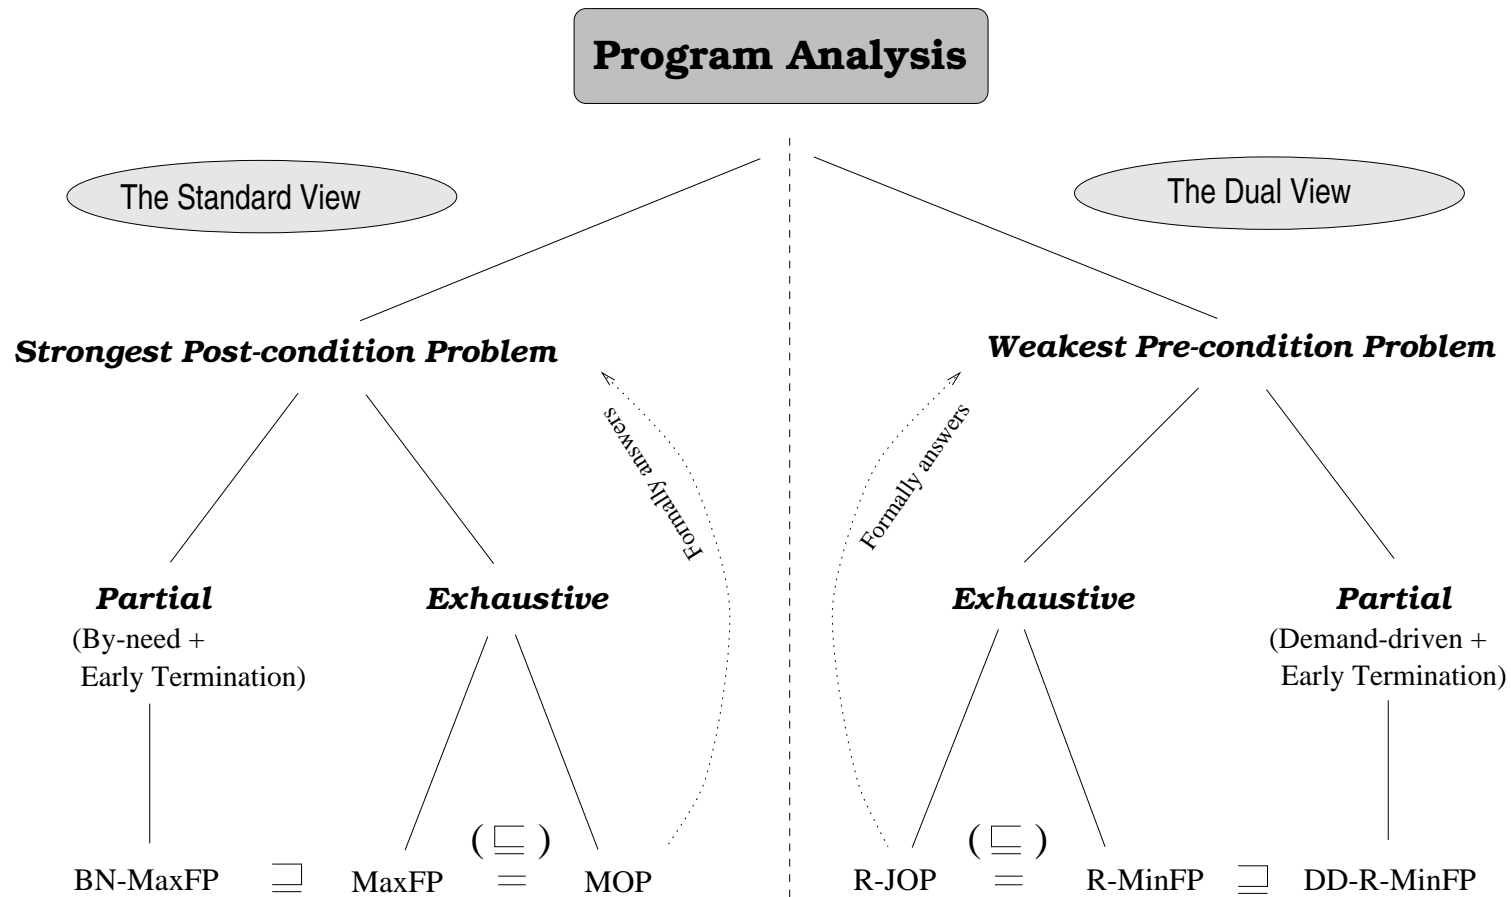 Program Analysis
The Standard View
The Dual View
Strongest Post-condition Problem
Weakest Pre-condition Problem
Formally answers
Formally answers
Partial
(By-need +
Early Termination)
Exhaustive
Exhaustive
Partial
(Demand-driven +
Early Termination)
BN-MaxFP ⊒ MaxFP (⊑) = MOP
R-JOP (⊑) = R-MinFP ⊒ DD-R-MinFP